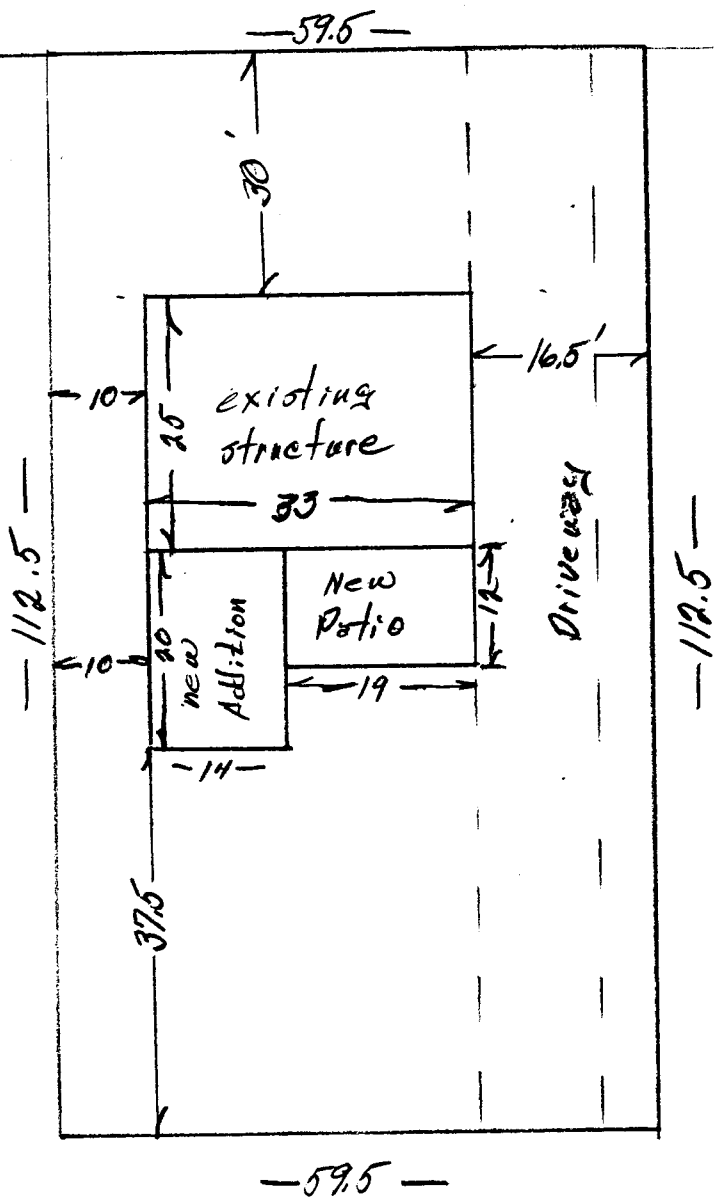 —59.5—
30'
16.5'
10
25
existing
structure
33
—112.5—
Driveway
—112.5—
New
Patio
12
20
new
Addition
10
19
-14-
37.5
—59.5—